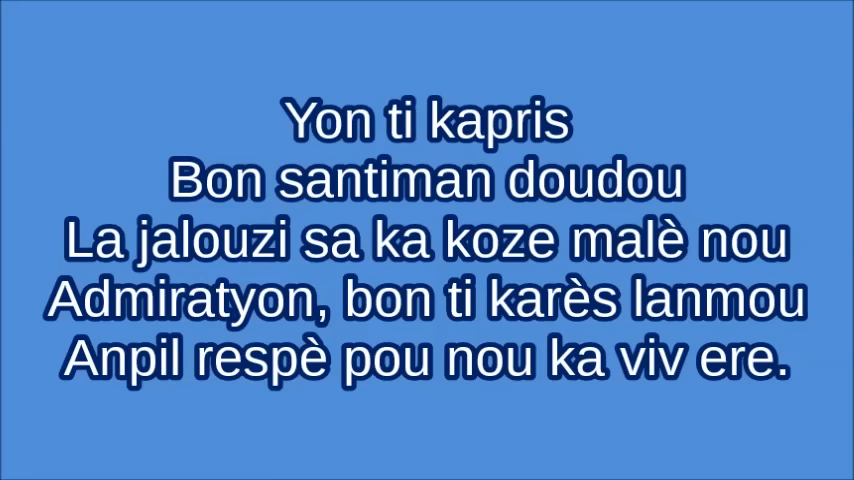 Yon ti kapris
Bon santiman doudou
La jalouzi sa ka koze malè nou
Admiratyon, bon ti karès lanmou
Anpil respè pou nou ka viv ere.